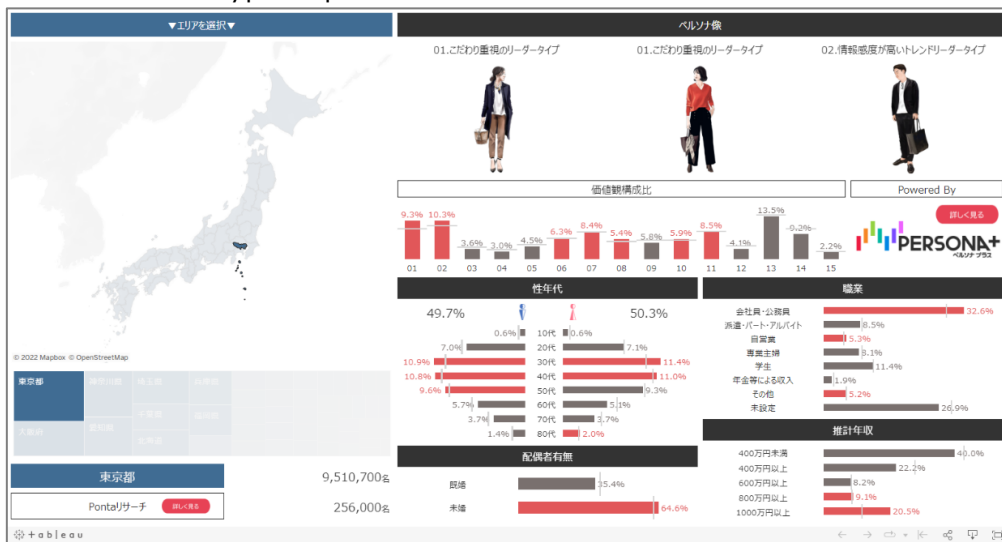 ▼エリアを選択▼
© 2022 Mapbox © OpenStreetMap
東京都
大阪府
愛知県
埼玉県
千葉県
北海道
兵庫県
福岡県
東京都
9,510,700名
Pontaリサーチ
詳しく見る
256,000名
ペルソナ像
01.こだわり重視のリーダータイプ
01.こだわり重視のリーダータイプ
02.情報感度が高いトレンドリーダータイプ
価値観構成比
Powered By
9.3% 10.3% 3.6% 3.0% 4.5% 6.3% 8.4% 5.4% 5.8% 5.9% 8.5% 4.1% 13.5% 9.2% 2.2%
01 02 03 04 05 06 07 08 09 10 11 12 13 14 15
詳しく見る
PERSONA+
ペルソナ プラス
性年代
49.7% 50.3%
0.6% 10代 0.6%
7.0% 20代 7.1%
10.9% 30代 11.4%
10.8% 40代 11.0%
9.6% 50代 9.3%
5.7% 60代 5.1%
3.7% 70代 3.7%
1.4% 80代 2.0%
配偶者有無
既婚 35.4%
未婚 64.6%
職業
会社員・公務員 32.6%
派遣・パート・アルバイト 8.5%
自営業 5.3%
専業主婦 8.1%
学生 11.4%
年金等による収入 1.9%
その他 5.2%
未設定 26.9%
推計年収
400万円未満 40.0%
400万円以上 22.2%
600万円以上 8.2%
800万円以上 9.1%
1000万円以上 20.5%
+ableau